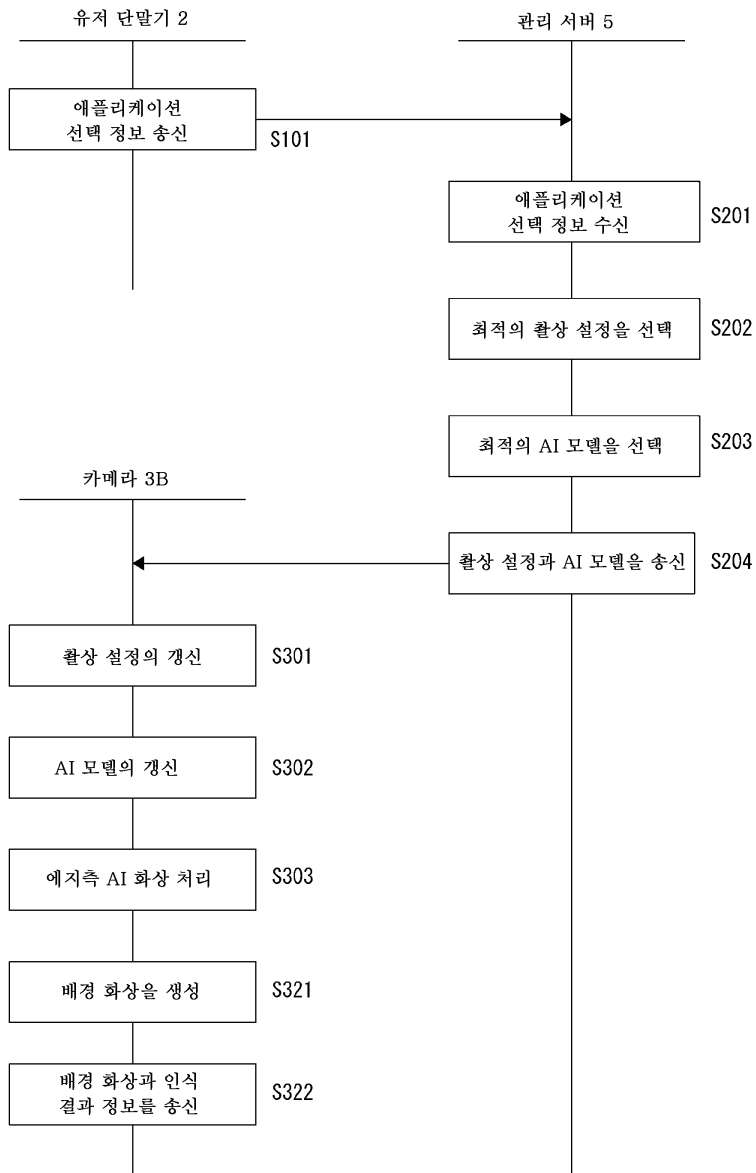 유저 단말기 2
관리 서버 5
애플리케이션
선택 정보 송신
S101
애플리케이션
선택 정보 수신
S201
최적의 촬상 설정을 선택
S202
최적의 AI 모델을 선택
S203
카메라 3B
촬상 설정과 AI 모델을 송신
S204
촬상 설정의 갱신
S301
AI 모델의 갱신
S302
에지측 AI 화상 처리
S303
배경 화상을 생성
S321
배경 화상과 인식
결과 정보를 송신
S322